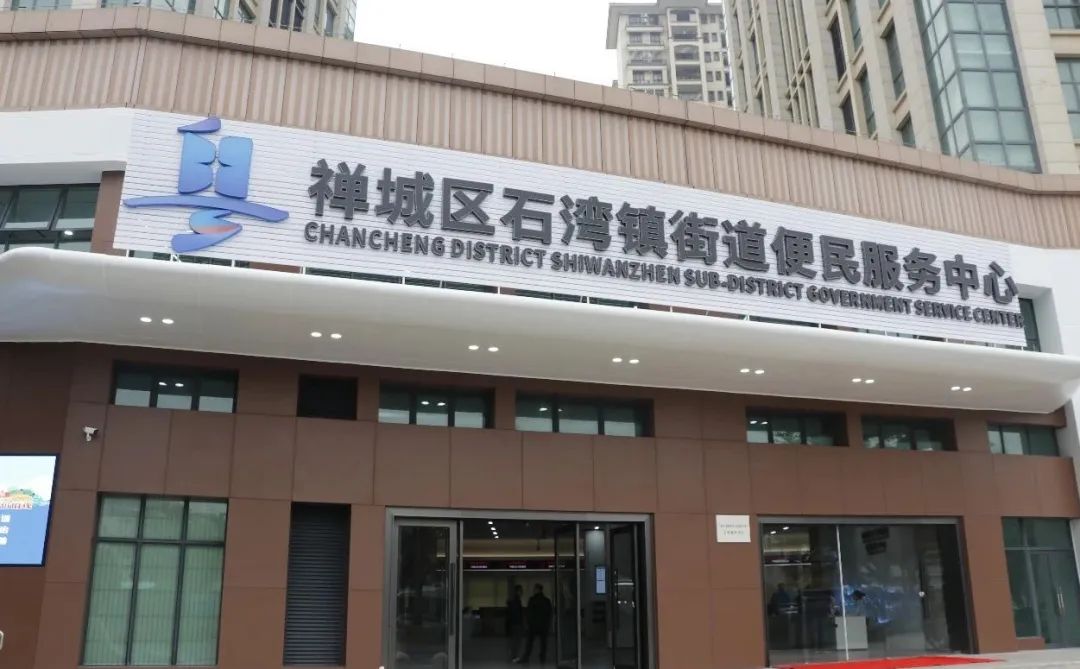 禅城区石湾镇街道便民服务中心
CHANCHENG DISTRICT SHIWANZHEN SUB-DISTRICT GOVERNMENT SERVICE CENTER